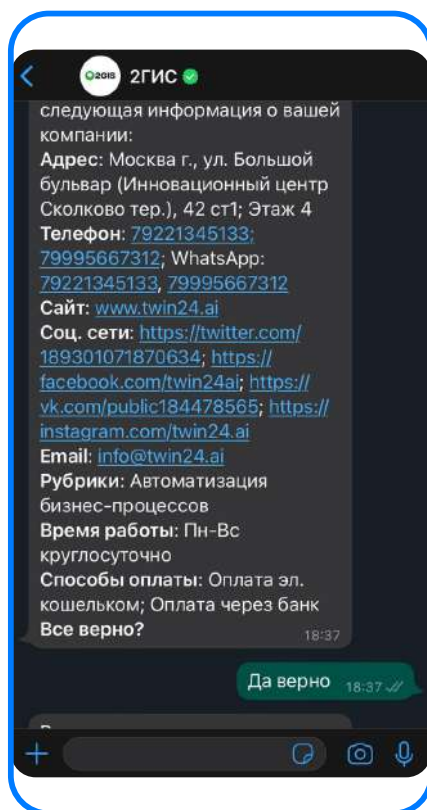 2GIS 2ГИС
следующая информация о вашей
компании:
Адрес: Москва г., ул. Большой
бульвар (Инновационный центр
Сколково тер.), 42 ст1; Этаж 4
Телефон: 79221345133;
79995667312; WhatsApp:
79221345133, 79995667312
Сайт: www.twin24.ai
Соц. сети: https://twitter.com/
189301071870634; https://
facebook.com/twin24ai; https://
vk.com/public184478565; https://
instagram.com/twin24.ai
Email: info@twin24.ai
Рубрики: Автоматизация
бизнес-процессов
Время работы: Пн-Вс
круглосуточно
Способы оплаты: Оплата эл.
кошельком; Оплата через банк
Все верно? 18:37
Да верно 18:37